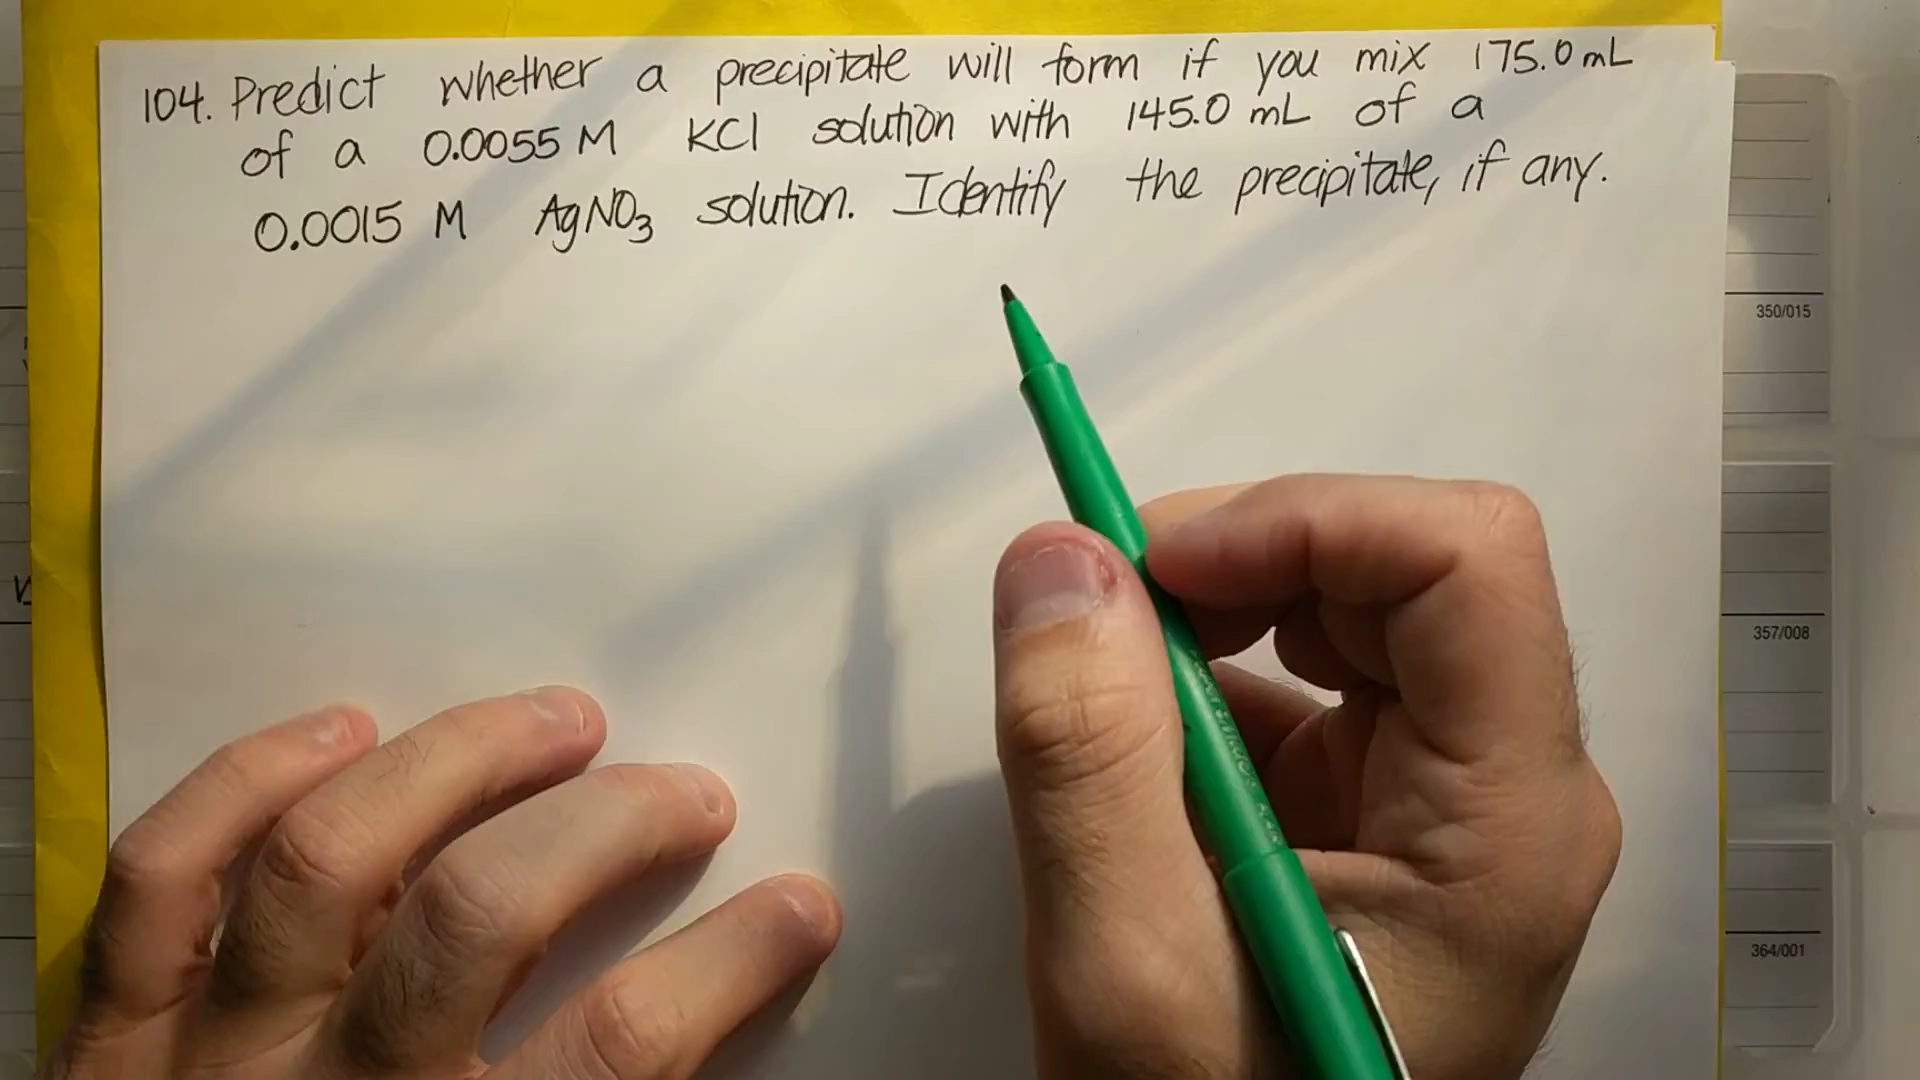 104. Predict whether a precipitate will form if you mix 175.0 mL
of a 0.0055 M KCl solution with 145.0 mL of a
0.0015 M AgNO3 solution. Identify the precipitate, if any.
350/015
357/008
364/001